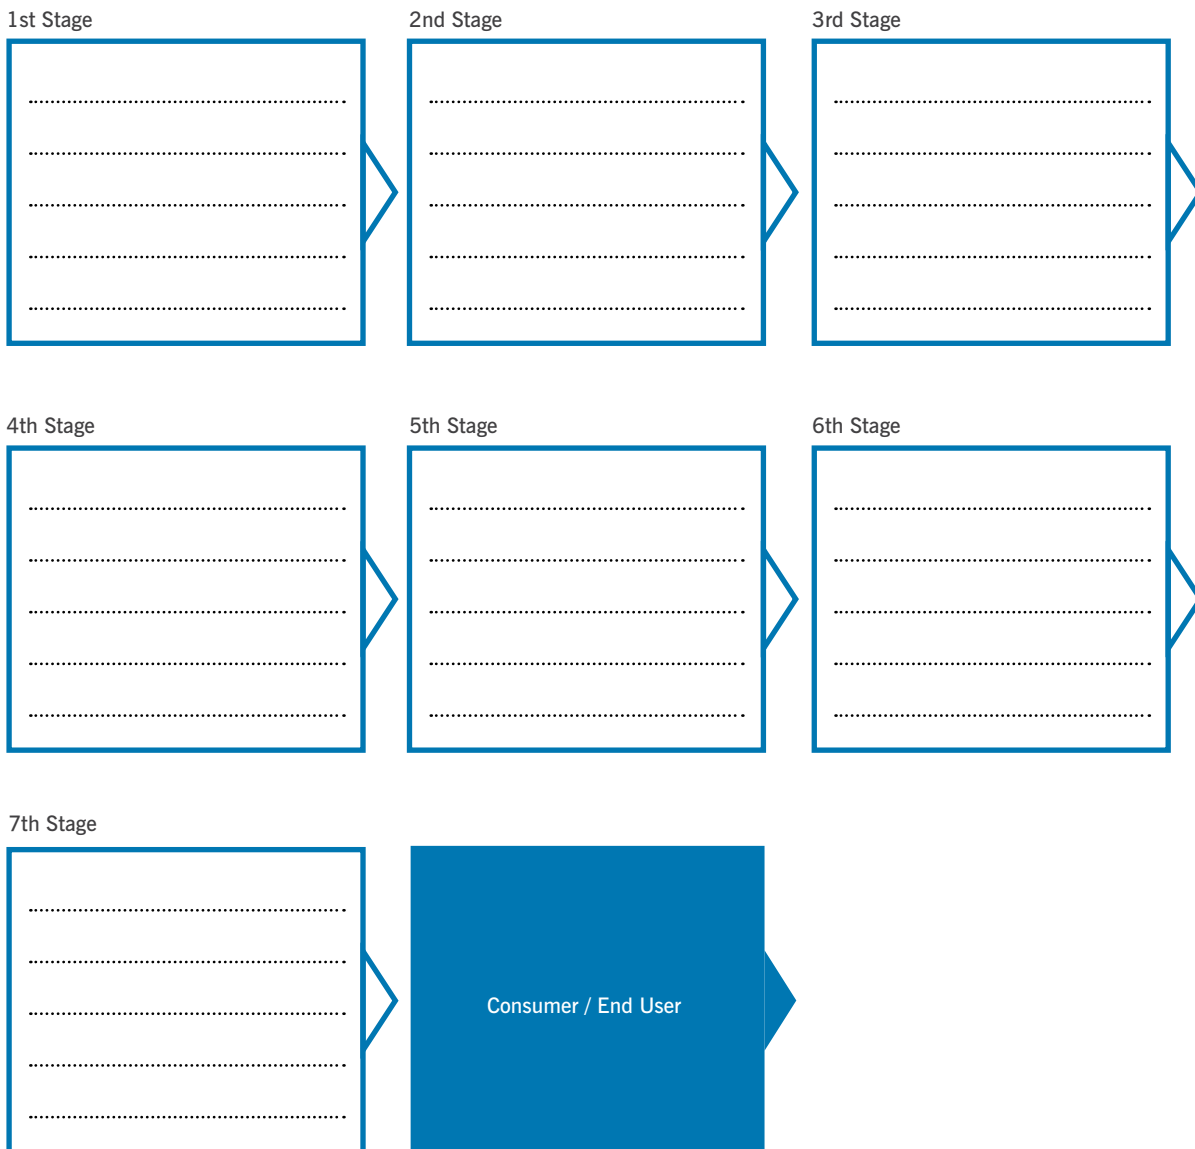 1st Stage
2nd Stage
3rd Stage
4th Stage
5th Stage
6th Stage
7th Stage
Consumer / End User